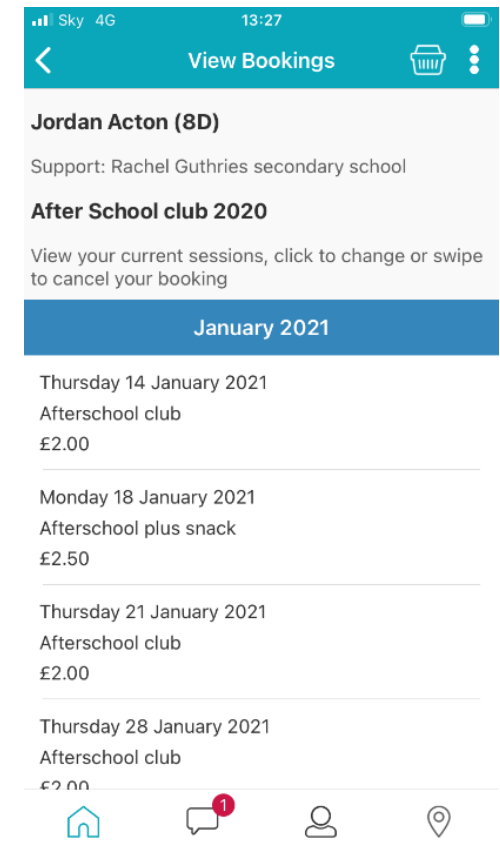 Sky 4G 13:27
View Bookings
Jordan Acton (8D)
Support: Rachel Guthries secondary school
After School club 2020
View your current sessions, click to change or swipe
to cancel your booking
January 2021
Thursday 14 January 2021
Afterschool club
£2.00
Monday 18 January 2021
Afterschool plus snack
£2.50
Thursday 21 January 2021
Afterschool club
£2.00
Thursday 28 January 2021
Afterschool club
£2.00
1